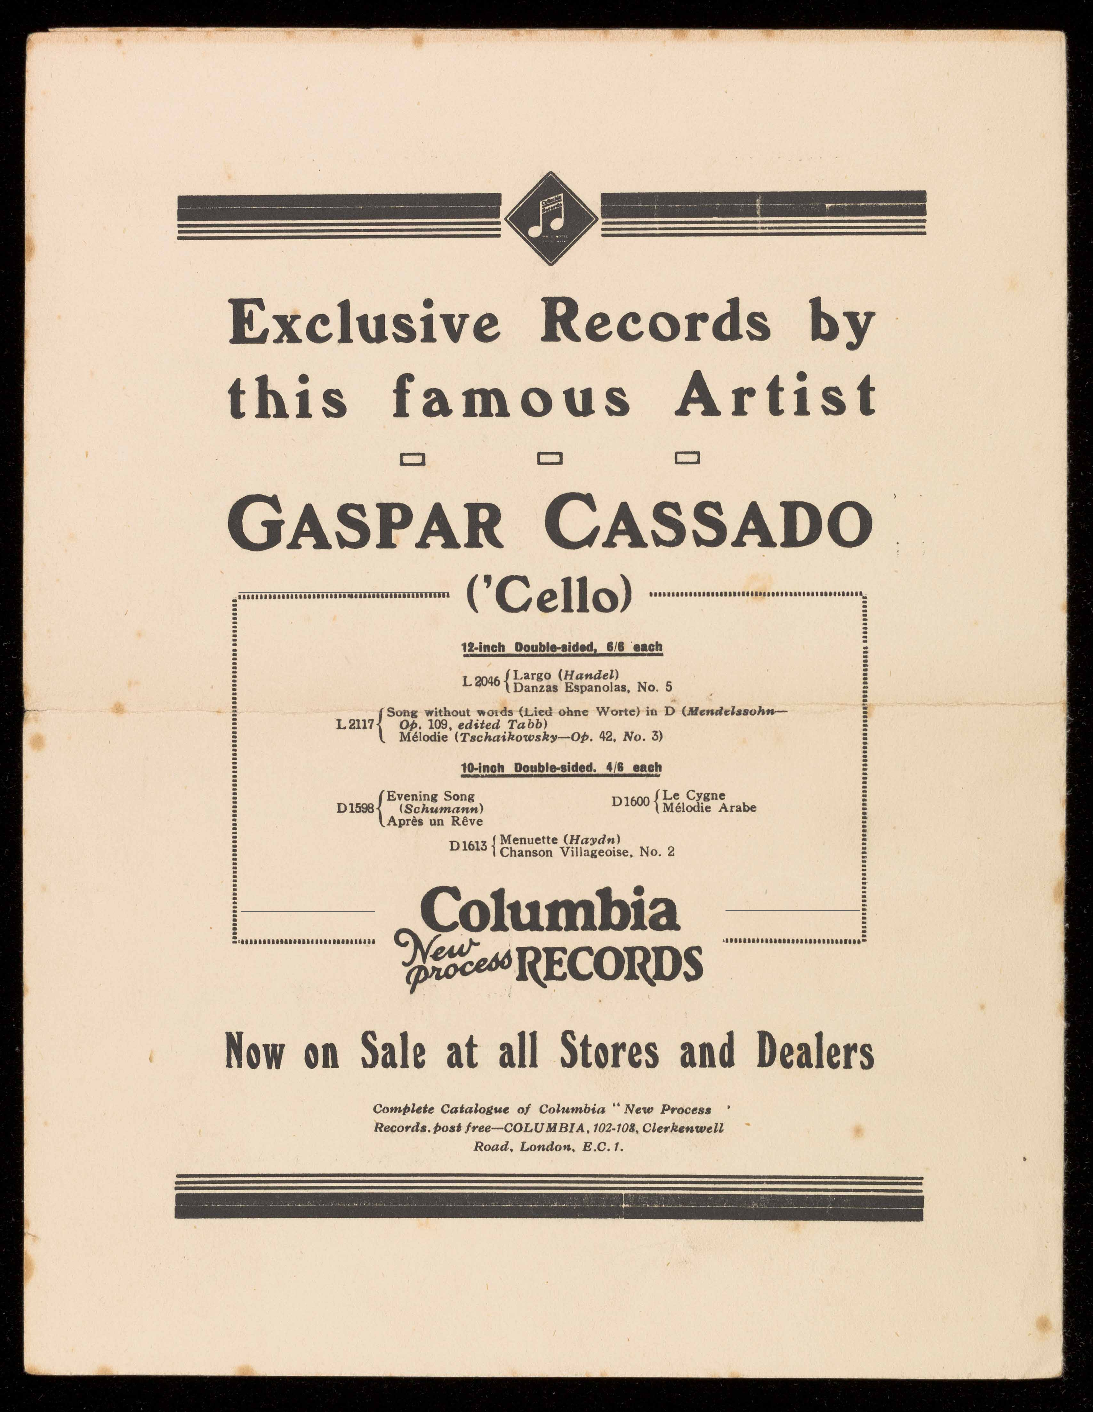 Exclusive Records by
this famous Artist
GASPAR CASSADO
('Cello)
12-inch Double-sided, 6/6 each
L 2046 { Largo (Handel)
Danzas Espanolas, No. 5
L 2117 { Song without words (Lied ohne Worte) in D (Mendelssohn—
Op. 109, edited Tabb)
Mélodie (Tschaikowsky—Op. 42, No. 3)
10-inch Double-sided. 4/6 each
D 1598 { Evening Song
(Schumann)
Après un Rêve
D 1600 { Le Cygne
Mélodie Arabe
D 1613 { Menuette (Haydn)
Chanson Villageoise, No. 2
Columbia
New process RECORDS
Now on Sale at all Stores and Dealers
Complete Catalogue of Columbia "New Process '
Records. post free—COLUMBIA, 102-108, Clerkenwell
Road, London, E.C. 1.